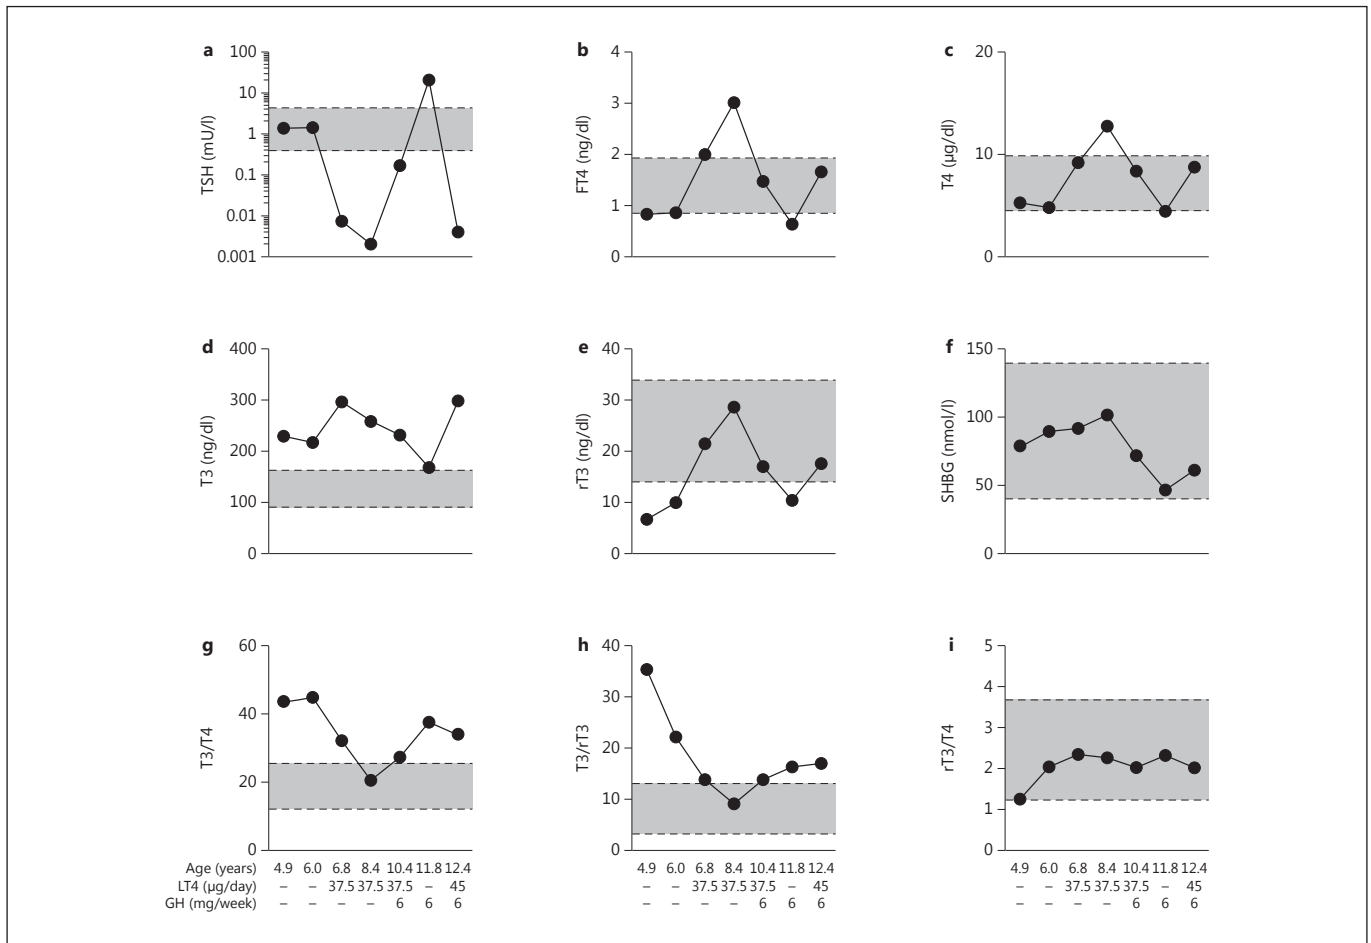 a
TSH (mU/l)
100
10
1
0.1
0.01
0.001
b
FT4 (ng/dl)
4
3
2
1
0
c
T4 (µg/dl)
20
10
0
d
T3 (ng/dl)
400
300
200
100
0
e
rT3 (ng/dl)
40
30
20
10
0
f
SHBG (nmol/l)
150
100
50
0
g
T3/T4
60
40
20
0
h
T3/rT3
40
30
20
10
0
i
rT3/T4
5
4
3
2
1
0
Age (years) 4.9 6.0 6.8 8.4 10.4 11.8 12.4 4.9 6.0 6.8 8.4 10.4 11.8 12.4 4.9 6.0 6.8 8.4 10.4 11.8 12.4
LT4 (µg/day) – – 37.5 37.5 37.5 – 45 – – 37.5 37.5 37.5 – 45 – – 37.5 37.5 37.5 – 45
GH (mg/week) – – – – 6 6 6 – – – – 6 6 6 – – – – 6 6 6